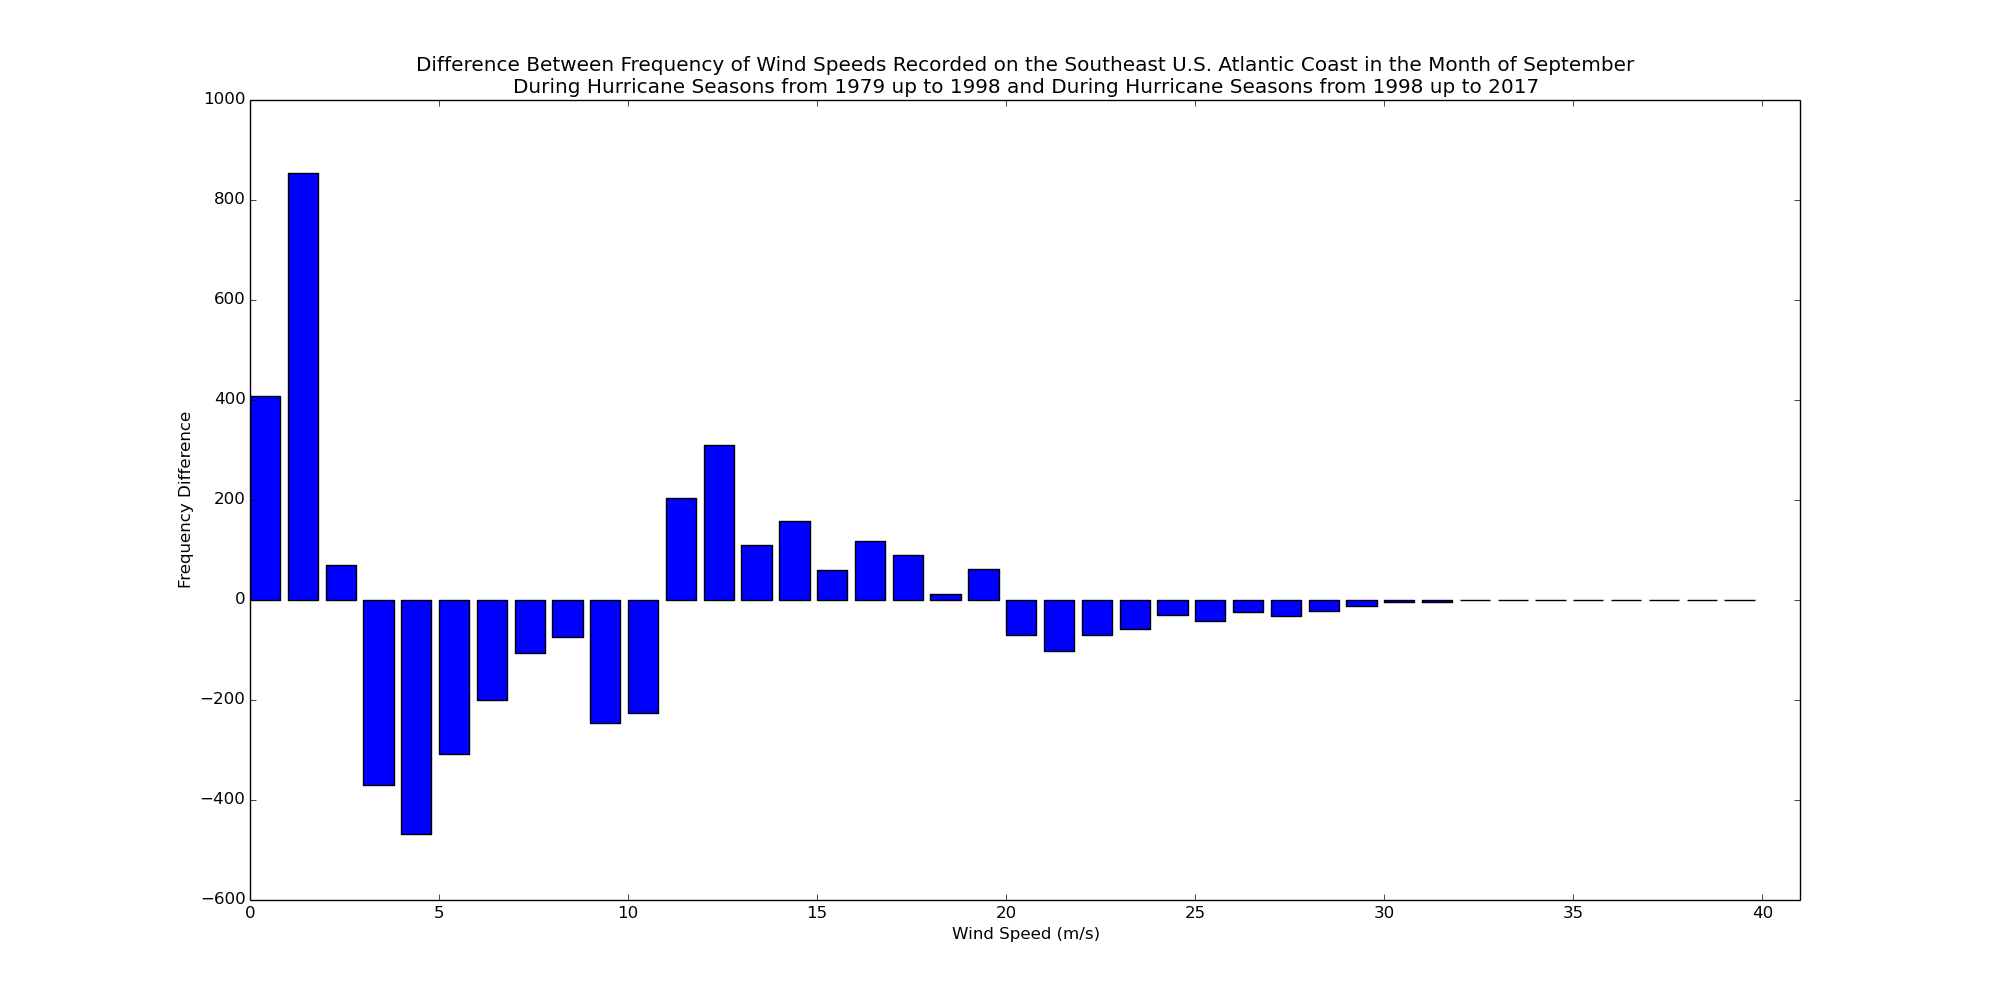 Difference Between Frequency of Wind Speeds Recorded on the Southeast U.S. Atlantic Coast in the Month of September
During Hurricane Seasons from 1979 up to 1998 and During Hurricane Seasons from 1998 up to 2017
1000
800
600
400
200
0
−200
−400
−600
Frequency Difference
0 5 10 15 20 25 30 35 40
Wind Speed (m/s)